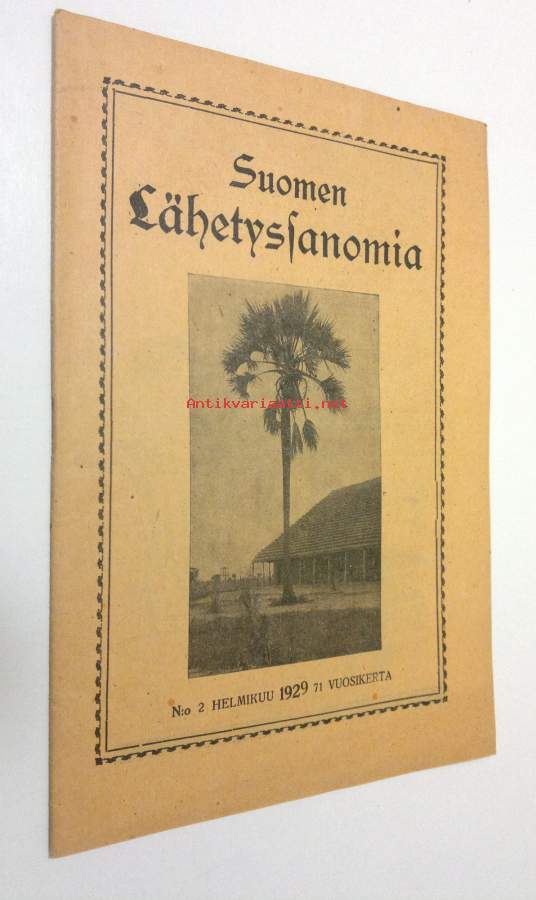 Suomen
Lähetysſanomia
Antikvariaatti.net
N:o 2 HELMIKUU 1929 71 VUOSIKERTA